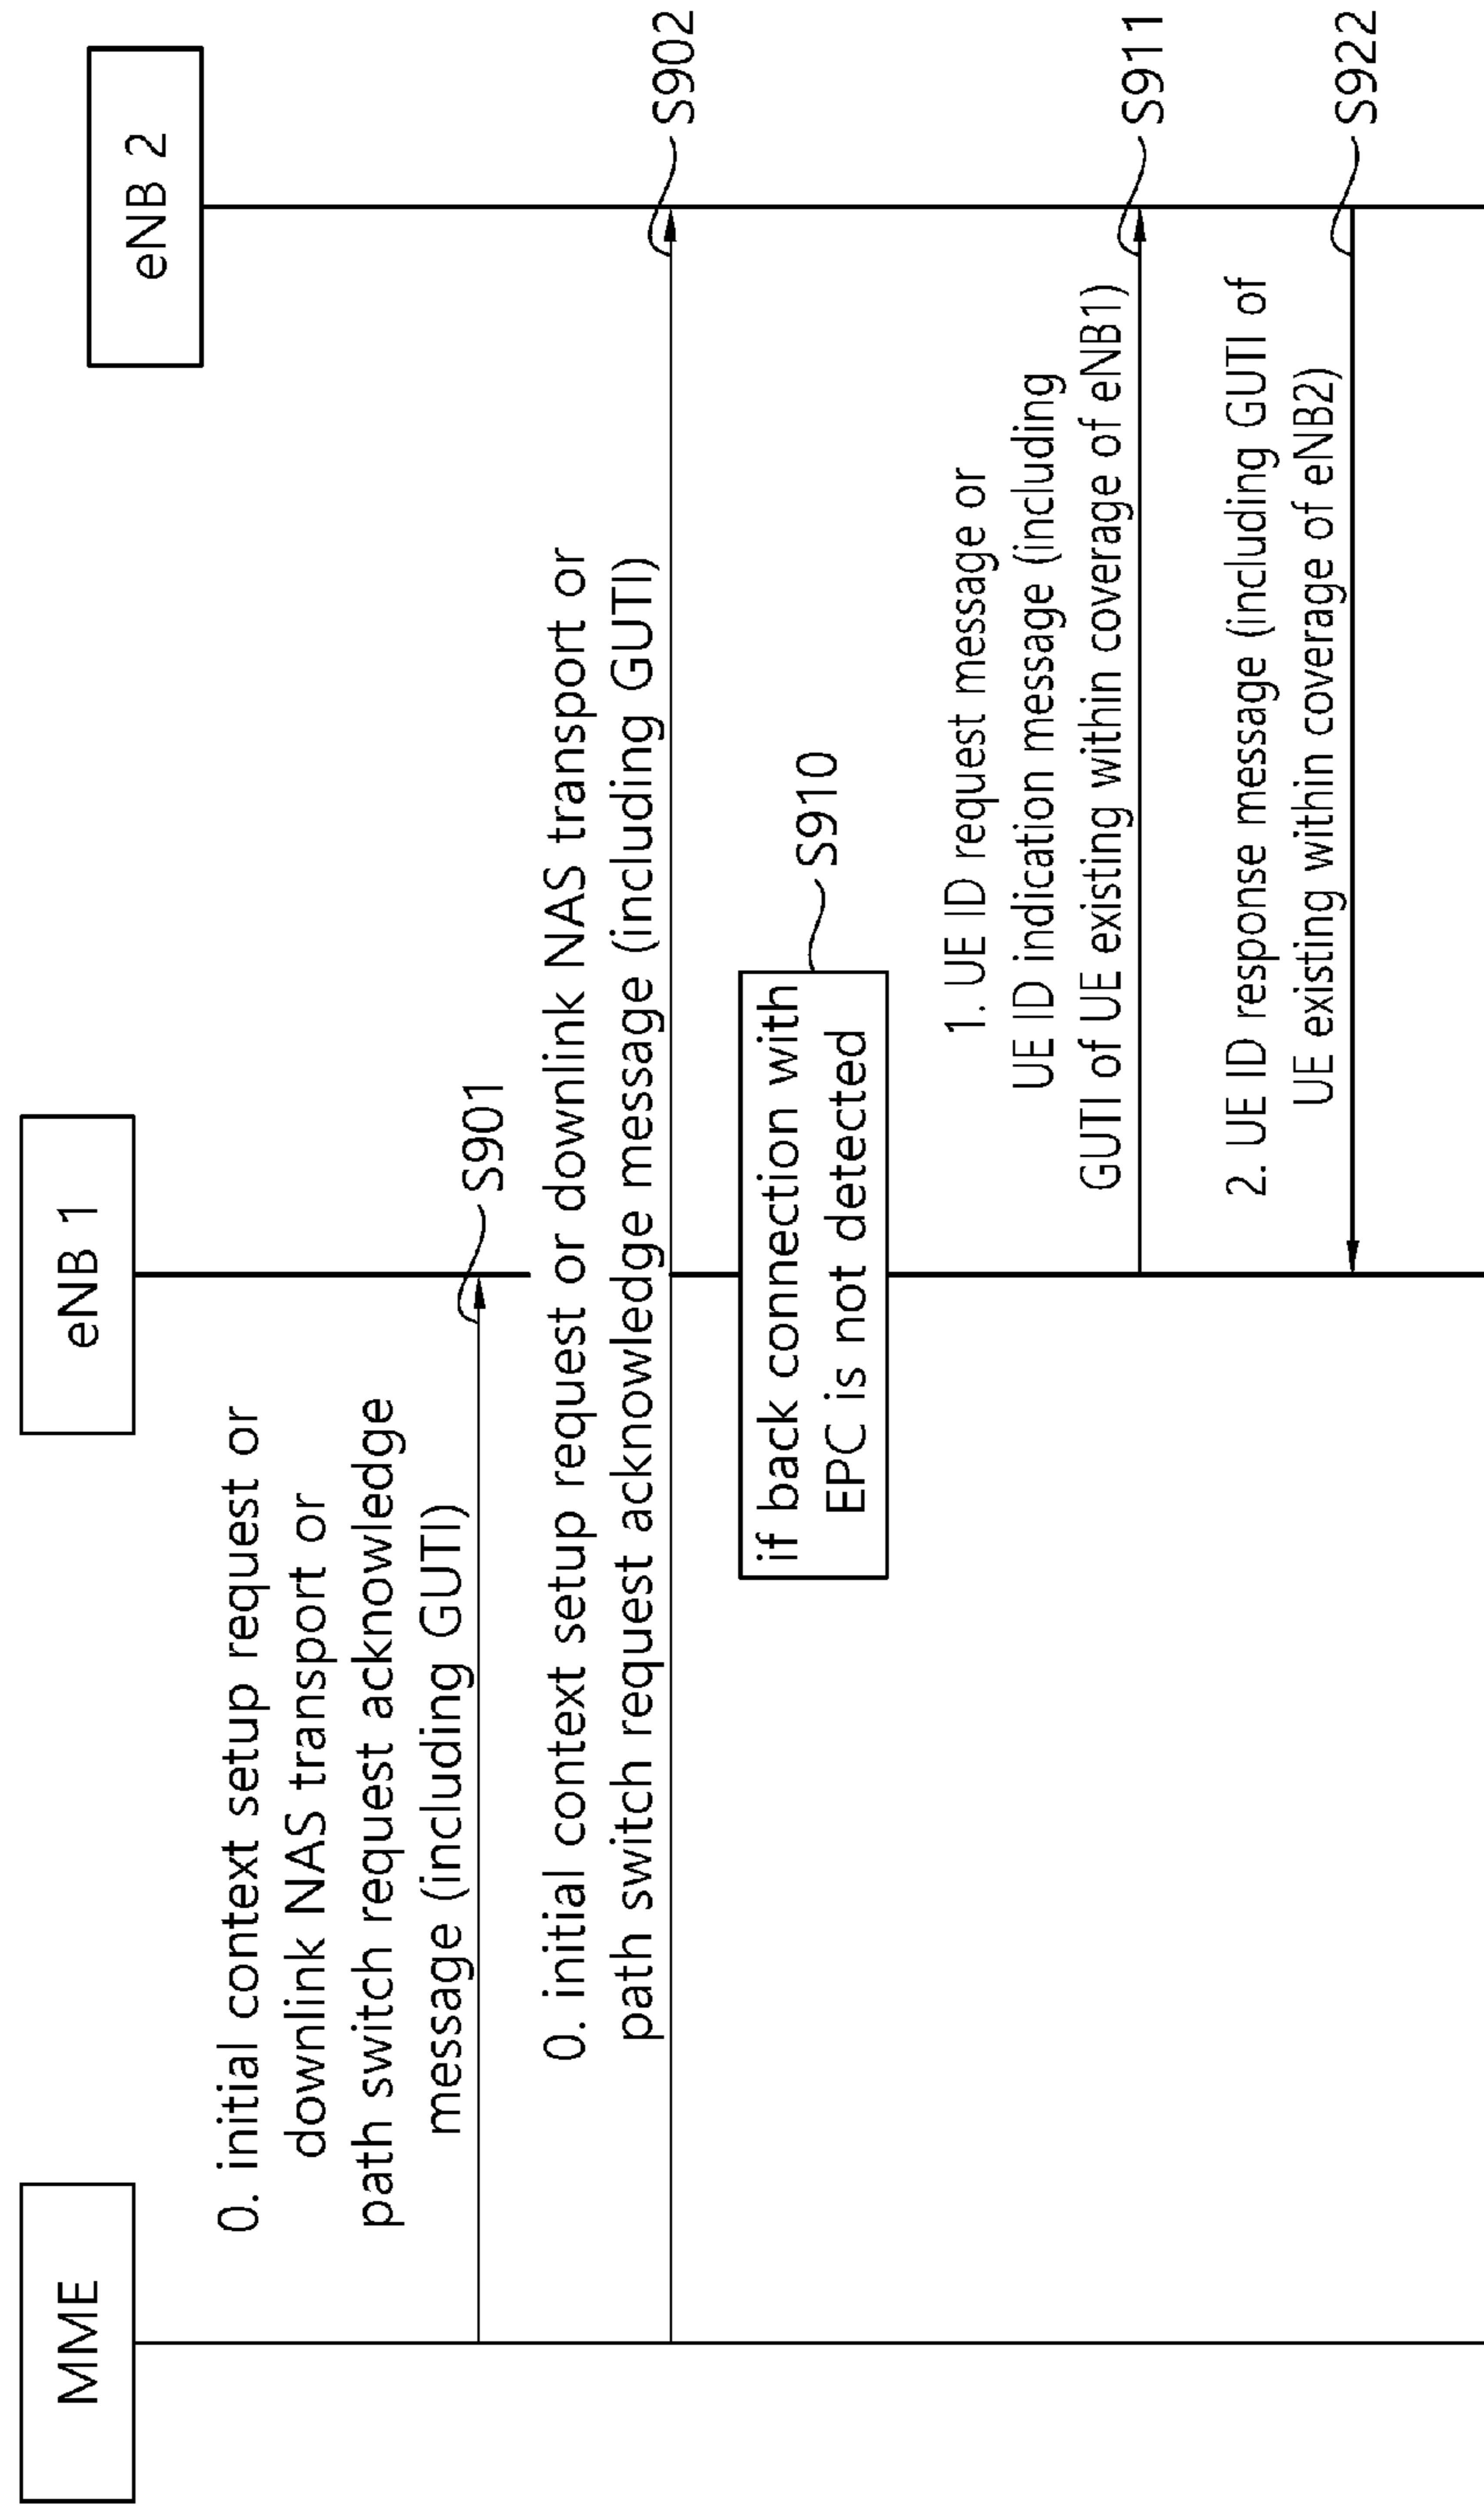 MME
eNB 1
eNB 2
0. initial context setup request or
downlink NAS transport or
path switch request acknowledge
message (including GUTI)
S901
0. initial context setup request or downlink NAS transport or
path switch request acknowledge message (including GUTI)
S902
if back connection with
EPC is not detected
S910
1. UE ID request message or
UE ID indication message (including
GUTI of UE existing within coverage of eNB1)
S911
2. UE ID response message (including GUTI of
UE existing within coverage of eNB2)
S922